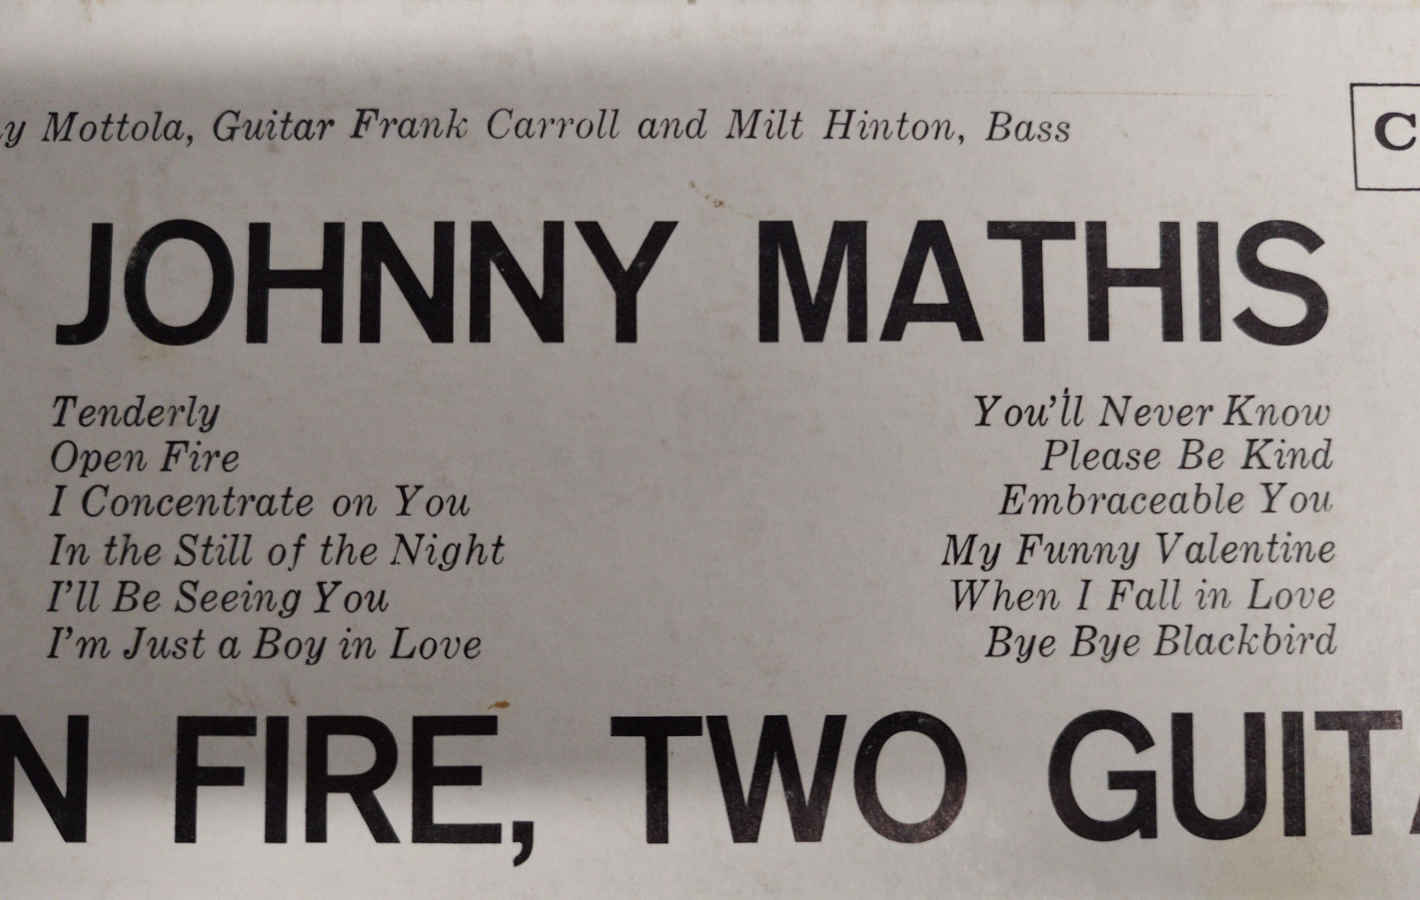 y Mottola, Guitar Frank Carroll and Milt Hinton, Bass
C
JOHNNY MATHIS
Tenderly
Open Fire
I Concentrate on You
In the Still of the Night
I'll Be Seeing You
I'm Just a Boy in Love
You'll Never Know
Please Be Kind
Embraceable You
My Funny Valentine
When I Fall in Love
Bye Bye Blackbird
N FIRE, TWO GUITA